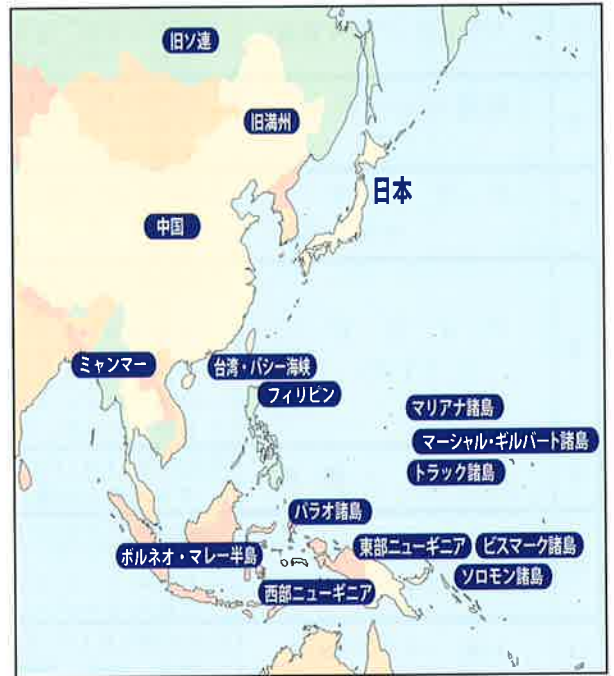 旧ソ連
旧満州
日本
中国
ミャンマー
台湾・バシー海峡
フィリピン
マリアナ諸島
マーシャル・ギルバート諸島
トラック諸島
パラオ諸島
ボルネオ・マレー半島
東部ニューギニア
ビスマーク諸島
ソロモン諸島
西部ニューギニア